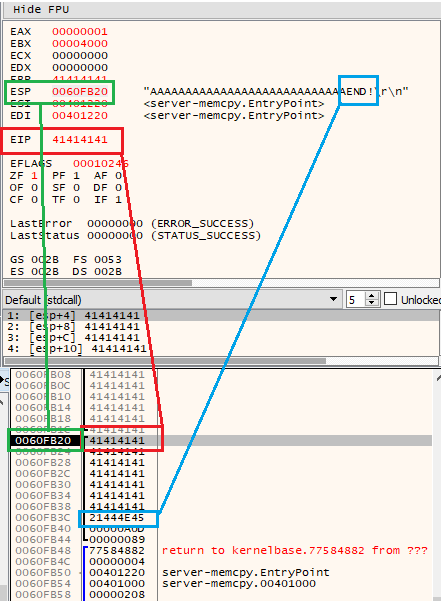 Hide FPU
EAX 00000001
EBX 00004000
ECX 00000000
EDX 00000000
EBP 41414141
ESP 0060FB20 "AAAAAAAAAAAAAAAAAAAAAAAAAAAAEND!\r\n"
ESI 00401220 <server-memcpy.EntryPoint>
EDI 00401220 <server-memcpy.EntryPoint>
EIP 41414141
EFLAGS 00010246
ZF 1 PF 1 AF 0
OF 0 SF 0 DF 0
CF 0 TF 0 IF 1
LastError 00000000 (ERROR_SUCCESS)
LastStatus 00000000 (STATUS_SUCCESS)
GS 002B FS 0053
ES 002B DS 002B
Default (stdcall) 5 Unlocked
1: [esp+4] 41414141
2: [esp+8] 41414141
3: [esp+C] 41414141
4: [esp+10] 41414141
0060FB08 41414141
0060FB0C 41414141
0060FB10 41414141
0060FB14 41414141
0060FB18 41414141
0060FB1C 41414141
0060FB20 41414141
0060FB24 41414141
0060FB28 41414141
0060FB2C 41414141
0060FB30 41414141
0060FB34 41414141
0060FB38 41414141
0060FB3C 21444E45
0060FB40 00000A0D
0060FB44 00000089
0060FB48 77584882 return to kernelbase.77584882 from ???
0060FB4C 00000004
0060FB50 00401220 server-memcpy.EntryPoint
0060FB54 00401000 server-memcpy.00401000
0060FB58 00000208